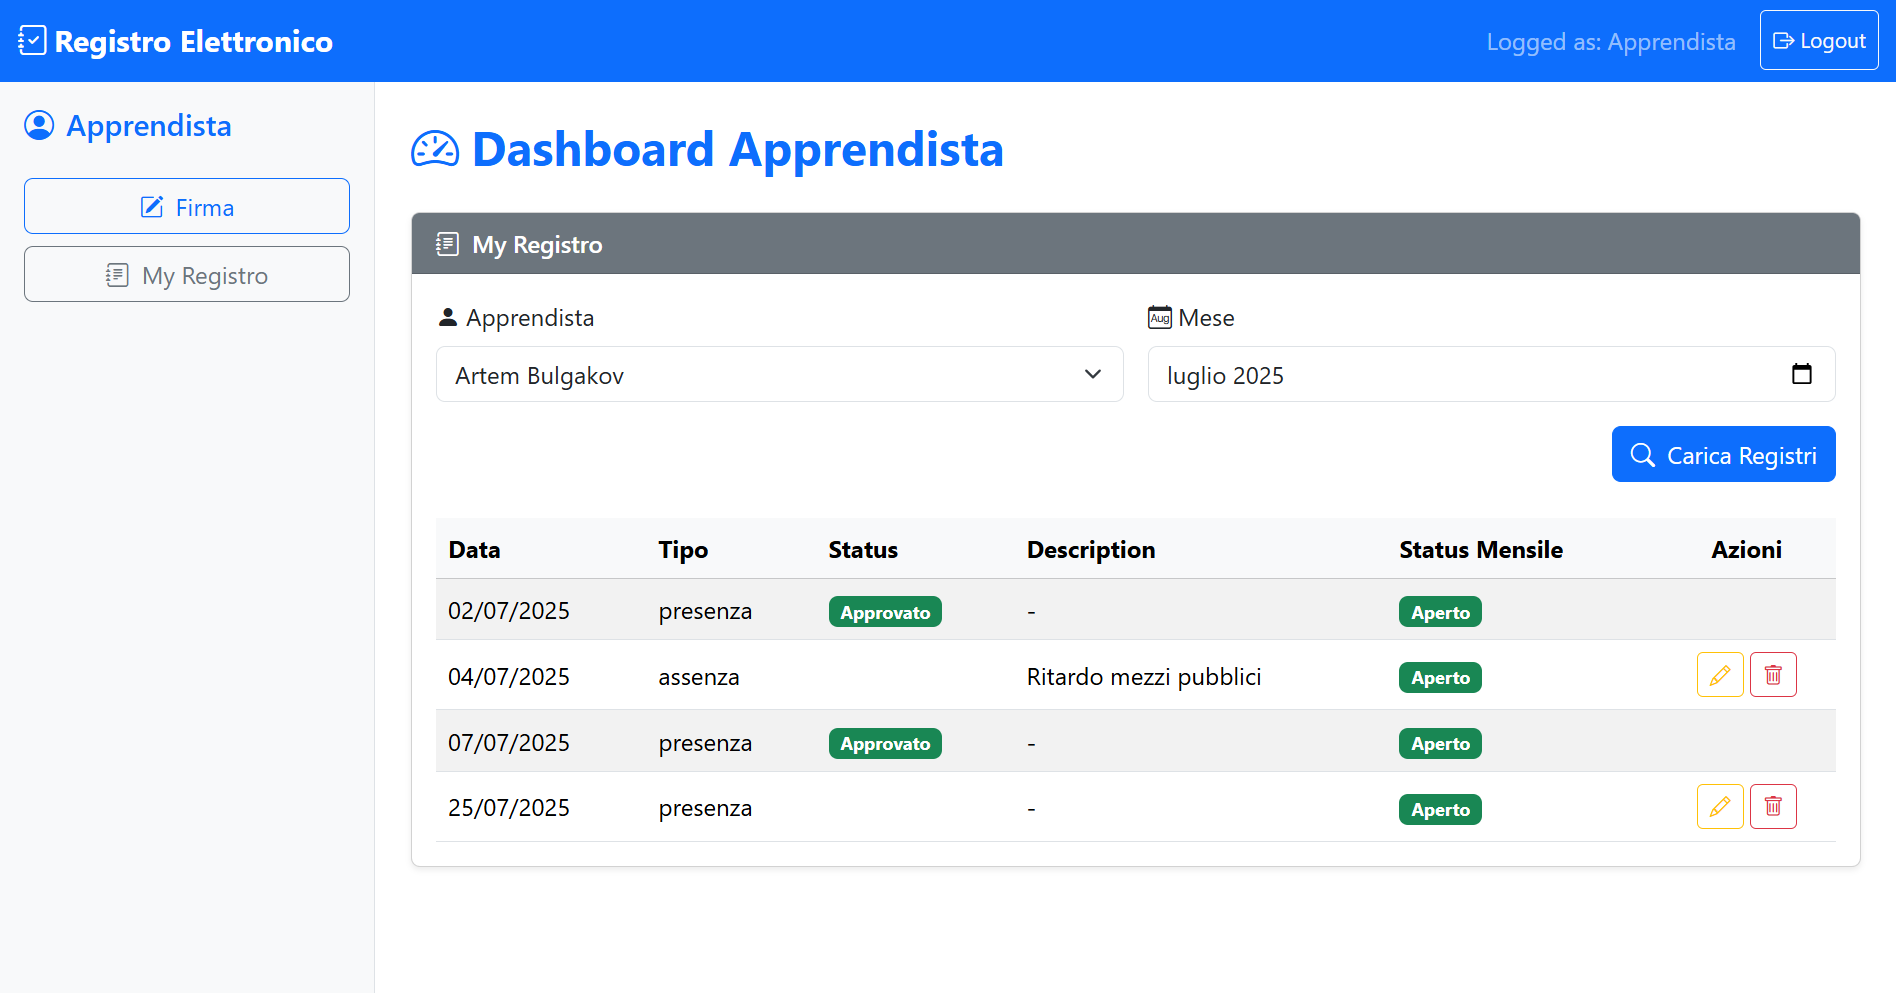 Registro Elettronico
Logged as: Apprendista
Logout
Apprendista
Firma
My Registro
Dashboard Apprendista
My Registro
Apprendista
Aug Mese
Artem Bulgakov
luglio 2025
Carica Registri
Data Tipo Status Description Status Mensile Azioni
02/07/2025 presenza Approvato - Aperto
04/07/2025 assenza Ritardo mezzi pubblici Aperto
07/07/2025 presenza Approvato - Aperto
25/07/2025 presenza - Aperto